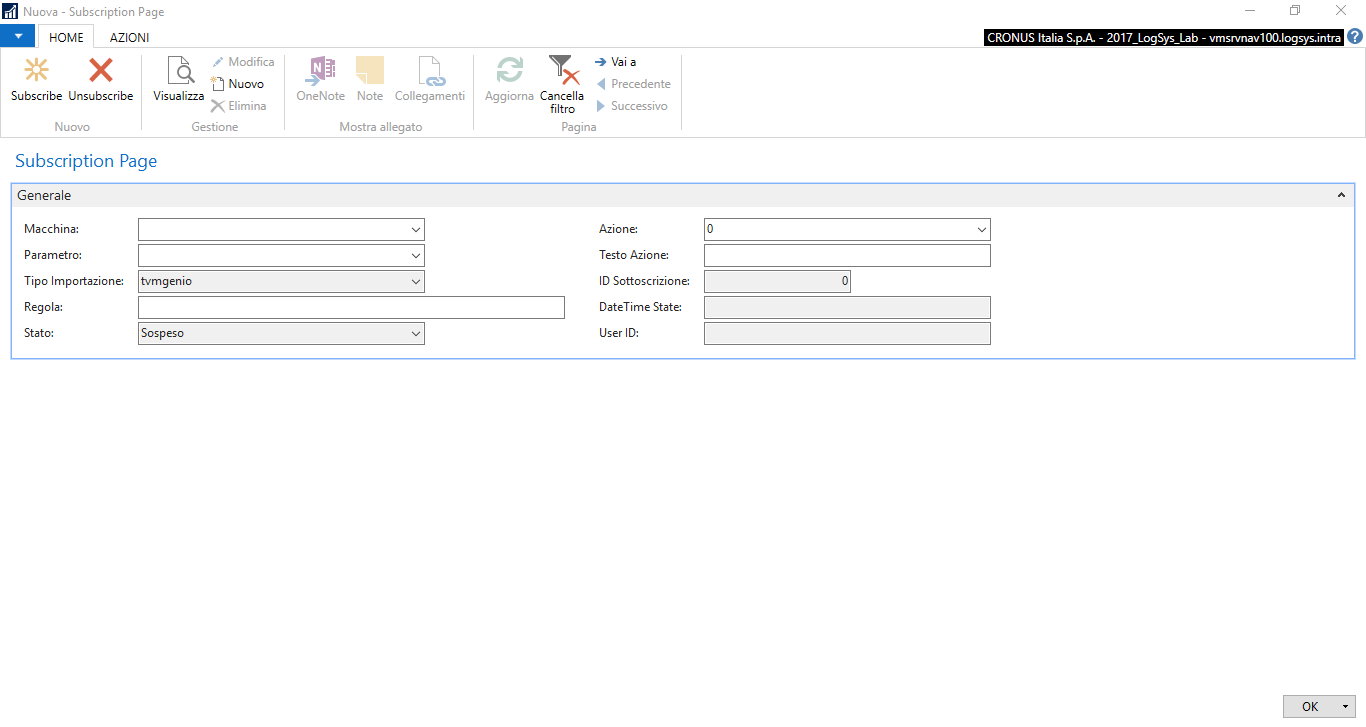 Nuova - Subscription Page
HOME AZIONI
CRONUS Italia S.p.A. - 2017_LogSys_Lab - vmsrvnav100.logsys.intra ?
Subscribe Unsubscribe
Nuovo
Visualizza
Modifica
Nuovo
Elimina
Gestione
N
OneNote Note Collegamenti
Mostra allegato
Aggiorna Cancella
filtro
Vai a
Precedente
Successivo
Pagina
Subscription Page
Generale
Macchina:
Parametro:
Tipo Importazione: tvmgenio
Regola:
Stato: Sospeso
Azione: 0
Testo Azione:
ID Sottoscrizione: 0
DateTime State:
User ID:
OK